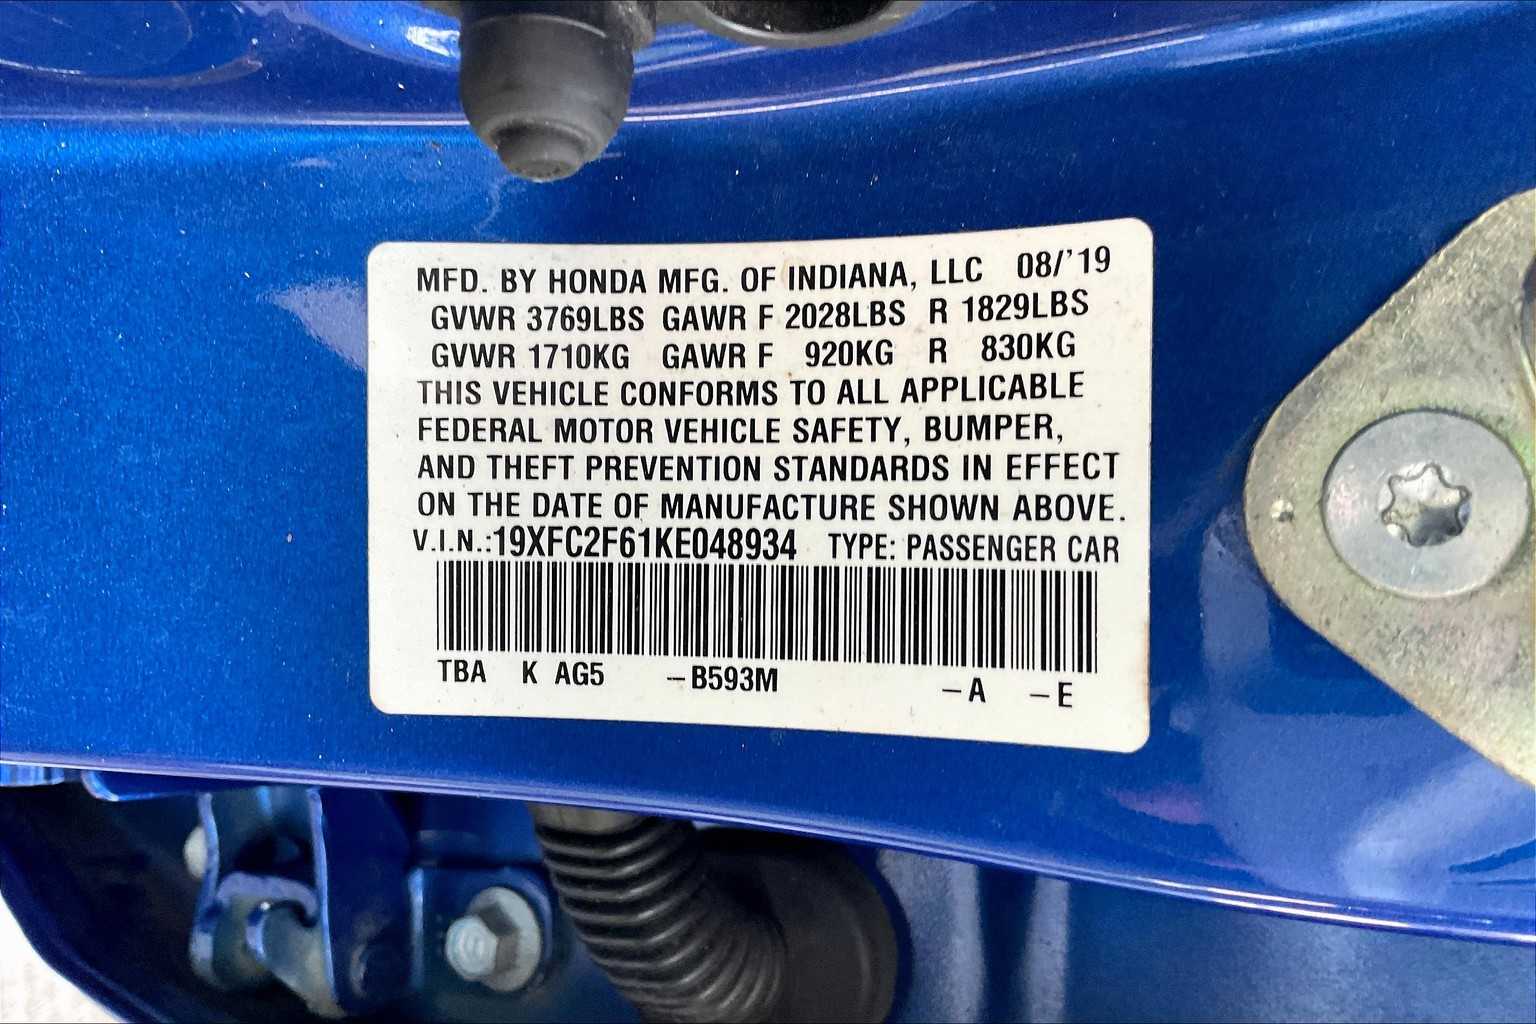 MFD. BY HONDA MFG. OF INDIANA, LLC 08/'19
GVWR 3769LBS GAWR F 2028LBS R 1829LBS
GVWR 1710KG GAWR F 920KG R 830KG
THIS VEHICLE CONFORMS TO ALL APPLICABLE
FEDERAL MOTOR VEHICLE SAFETY, BUMPER,
AND THEFT PREVENTION STANDARDS IN EFFECT
ON THE DATE OF MANUFACTURE SHOWN ABOVE.
V.I.N.:19XFC2F61KE048934 TYPE: PASSENGER CAR
TBA K AG5 –B593M –A –E